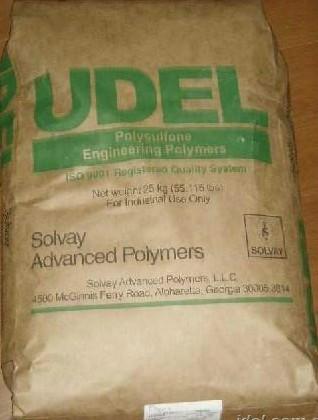 UDEL
Polysulfone
Engineering Polymers
ISO 9001 Registered Quality System
Net weight 25 kg (55.115 lbs)
For Industrial Use Only
Solvay
Advanced Polymers
SOLVAY
Solvay Advanced Polymers, L.L.C.
4500 McGinnis Ferry Road, Alpharetta, Georgia 30005-3914